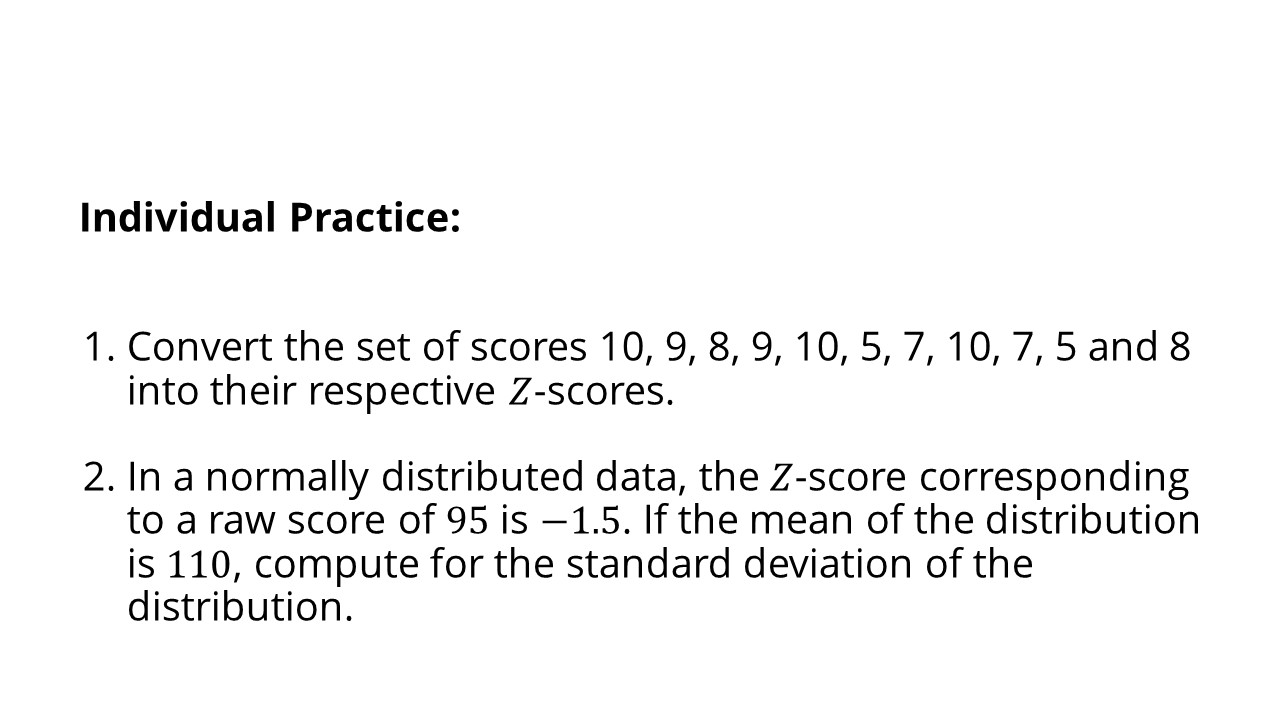 Individual Practice:
1. Convert the set of scores 10, 9, 8, 9, 10, 5, 7, 10, 7, 5 and 8
into their respective Z-scores.
2. In a normally distributed data, the Z-score corresponding
to a raw score of 95 is −1.5. If the mean of the distribution
is 110, compute for the standard deviation of the
distribution.